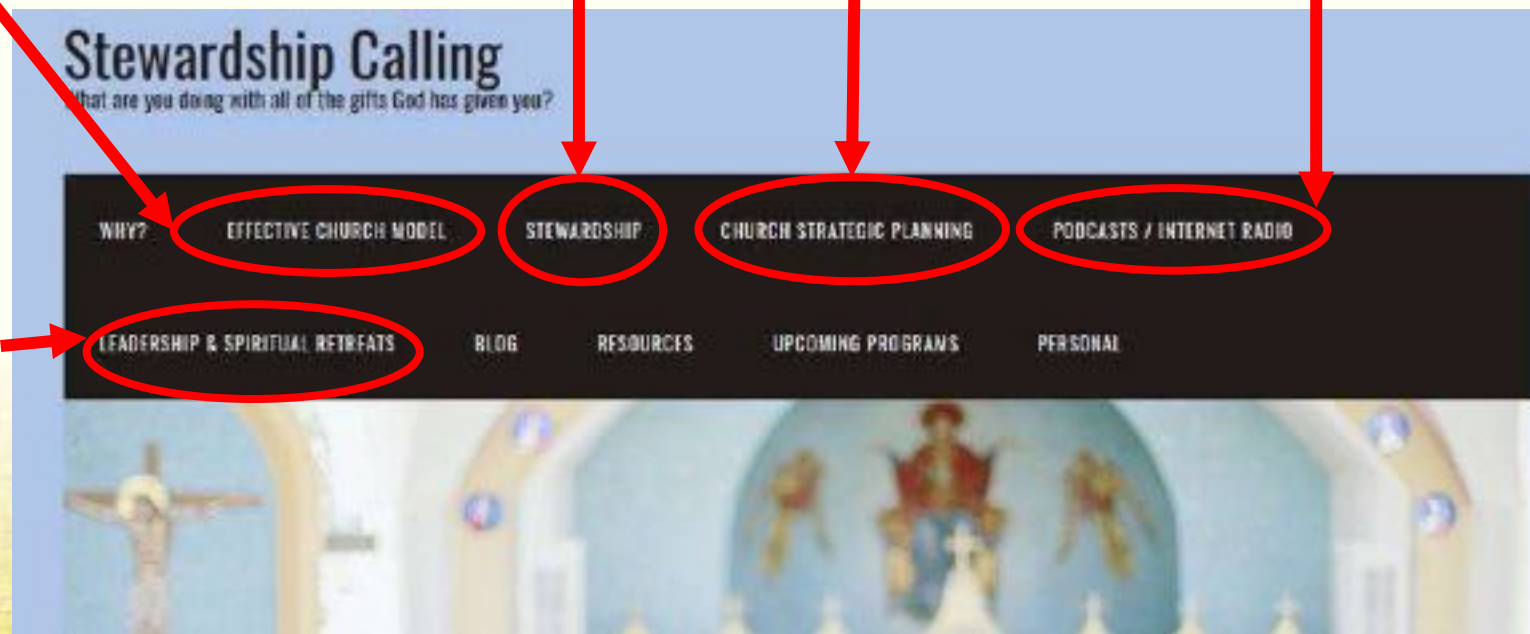 Stewardship Calling
What are you doing with all of the gifts God has given you?
WHY? EFFECTIVE CHURCH MODEL STEWARDSHIP CHURCH STRATEGIC PLANNING PODCASTS / INTERNET RADIO
LEADERSHIP & SPIRITUAL RETREATS BLOG RESOURCES UPCOMING PROGRAMS PERSONAL